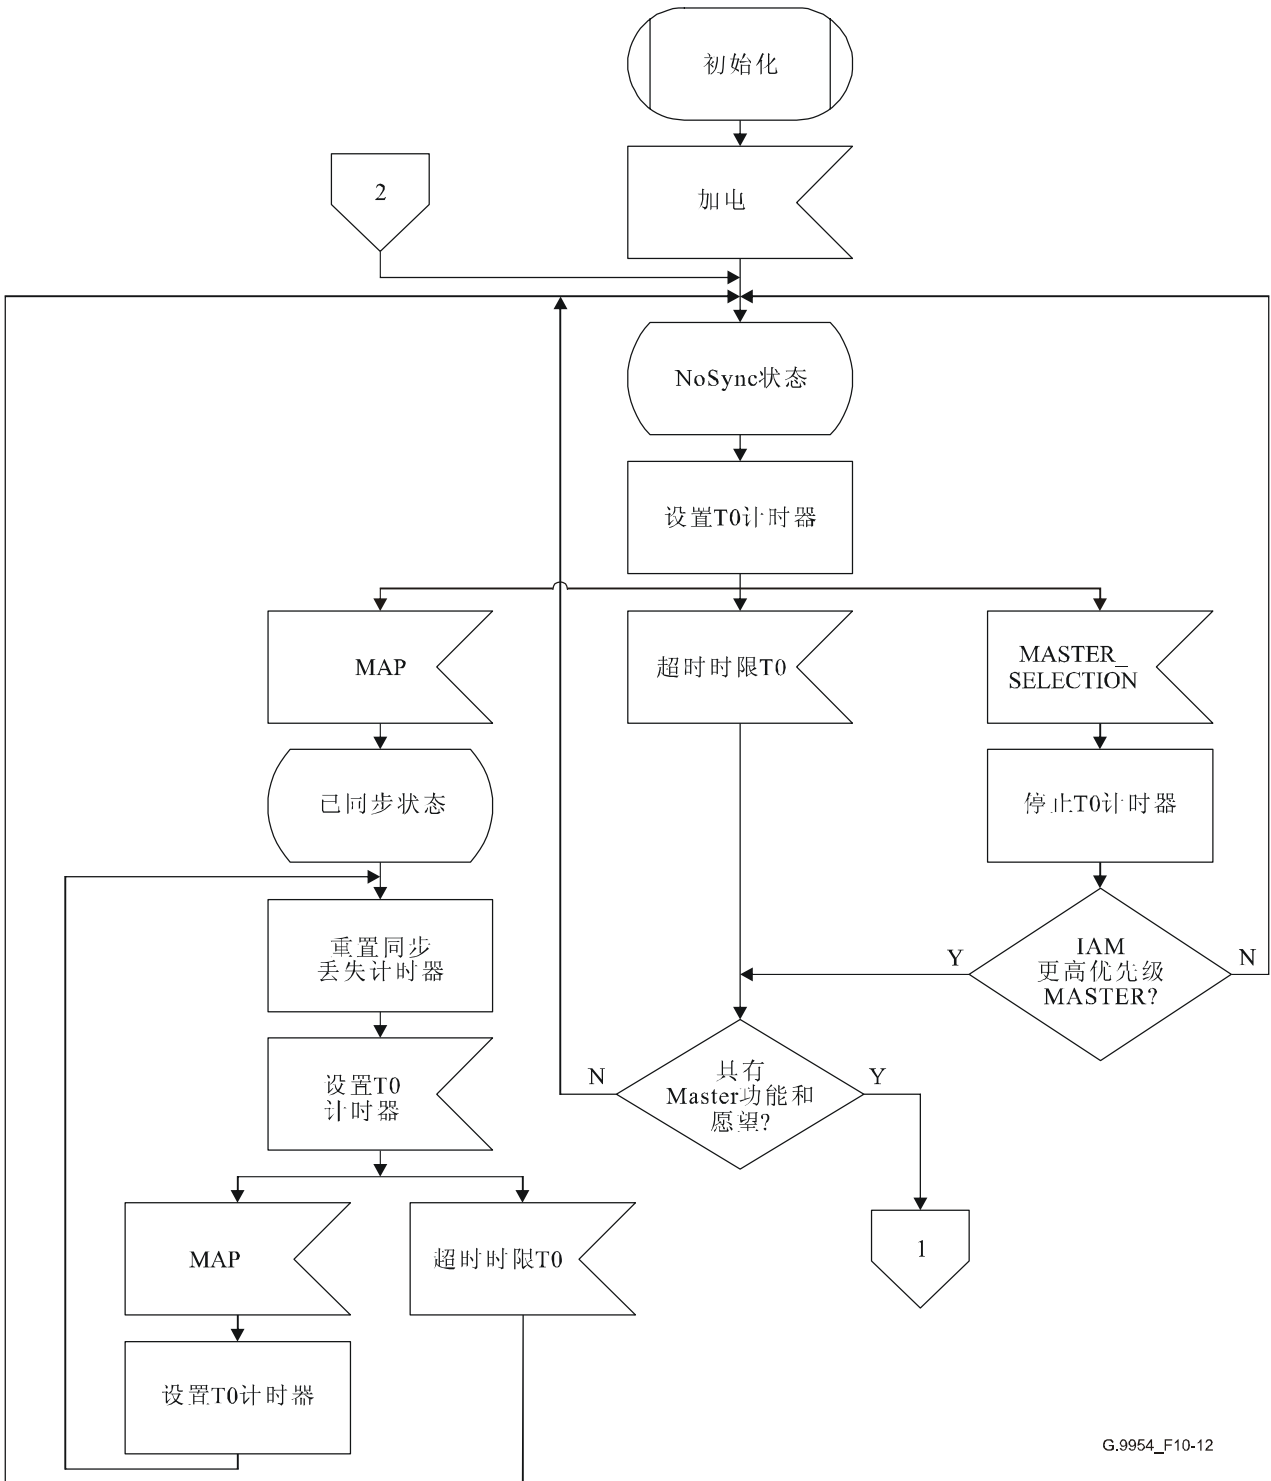 初始化
2
加电
NoSync状态
设置T0计时器
MAP
超时时限T0
MASTER_
SELECTION
已同步状态
停止T0计时器
重置同步
丢失计时器
Y
IAM
更高优先级
MASTER?
N
设置T0
计时器
N
具有
Master功能和
愿望?
Y
MAP
超时时限T0
1
设置T0计时器
G.9954_F10-12